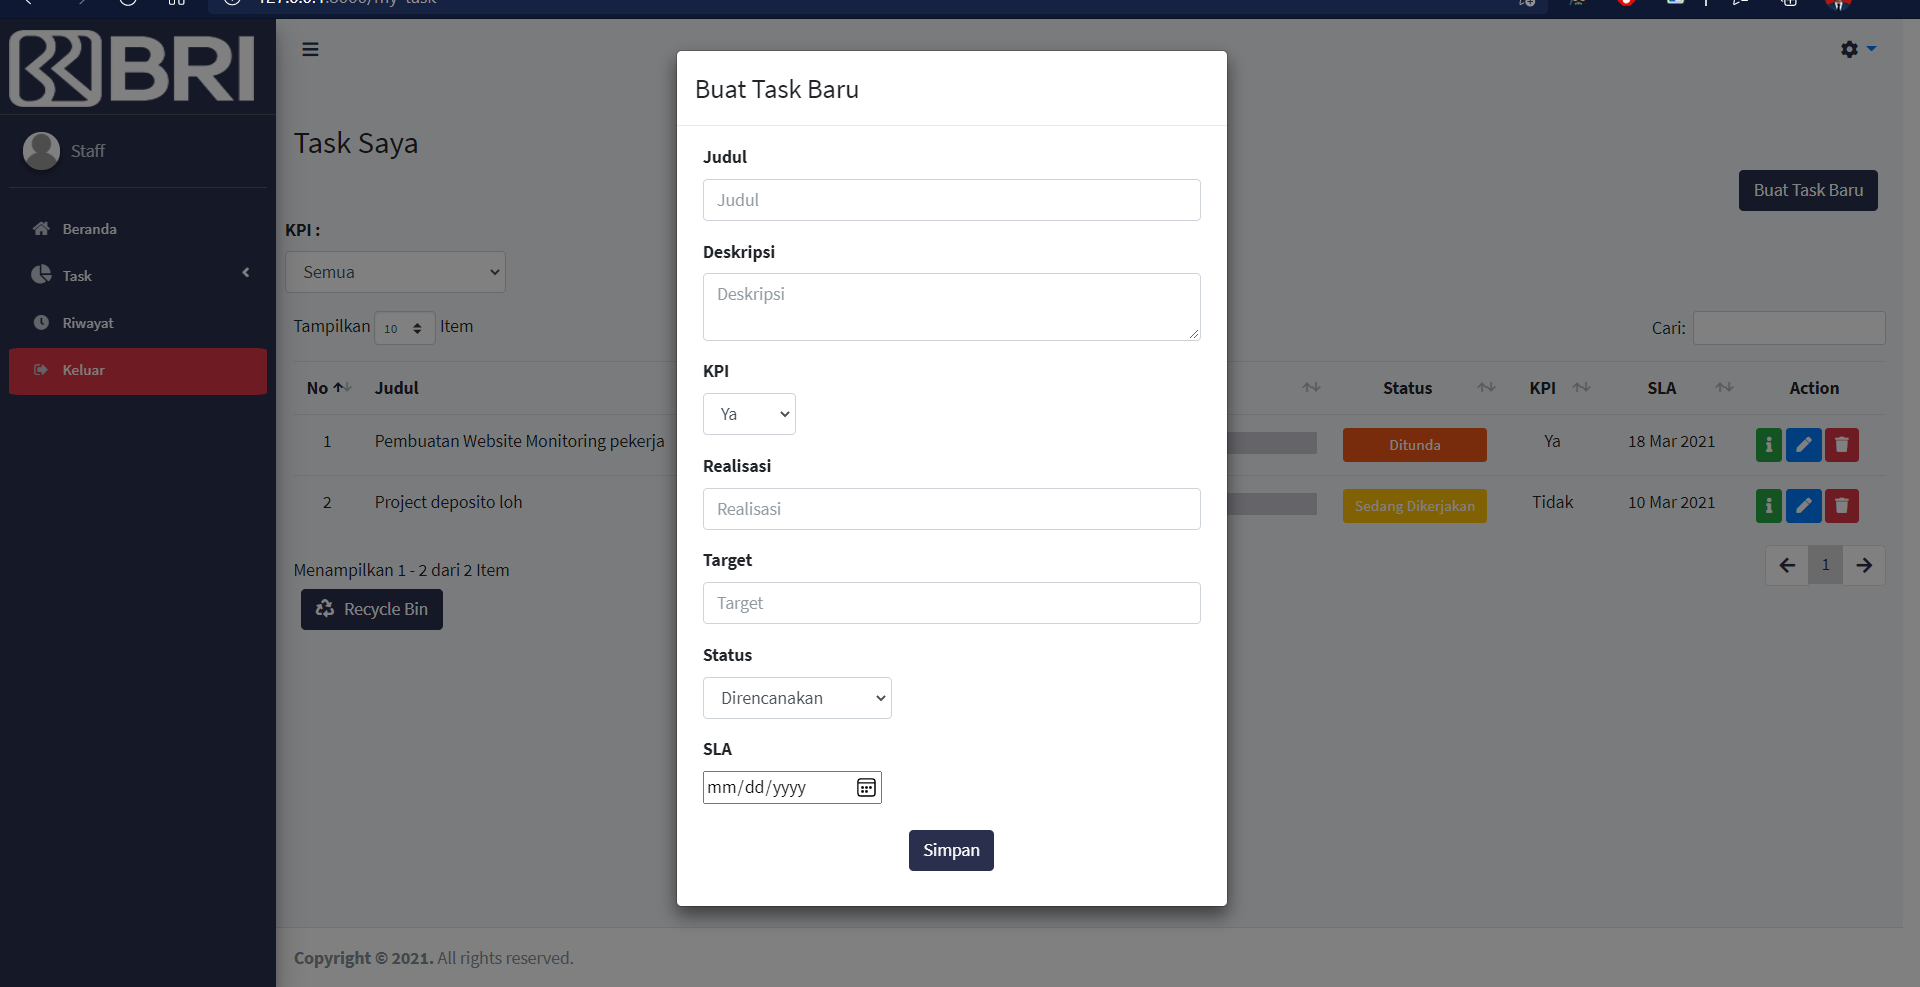 BRI
Staff
Beranda
Task
Riwayat
Keluar
Task Saya
Buat Task Baru
KPI :
Semua
Tampilkan 10 Item
Cari:
No Judul Status KPI SLA Action
1 Pembuatan Website Monitoring pekerja Ditunda Ya 18 Mar 2021
2 Project deposito loh Sedang Dikerjakan Tidak 10 Mar 2021
Menampilkan 1 - 2 dari 2 Item
1
Recycle Bin
Copyright © 2021. All rights reserved.
Buat Task Baru
Judul
Judul
Deskripsi
Deskripsi
KPI
Ya
Realisasi
Realisasi
Target
Target
Status
Direncanakan
SLA
mm/dd/yyyy
Simpan